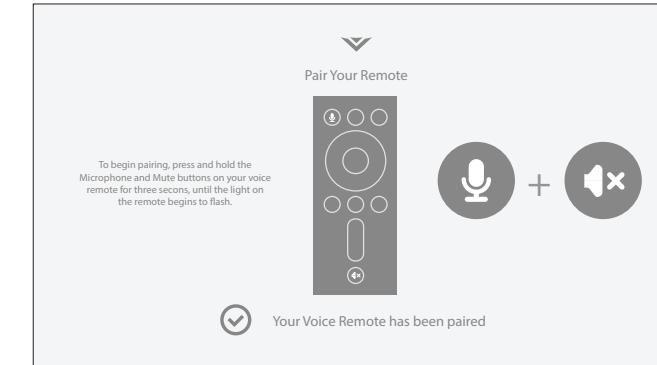 Pair Your Remote
To begin pairing, press and hold the
Microphone and Mute buttons on your voice
remote for three secons, until the light on
the remote begins to flash.
+
Your Voice Remote has been paired